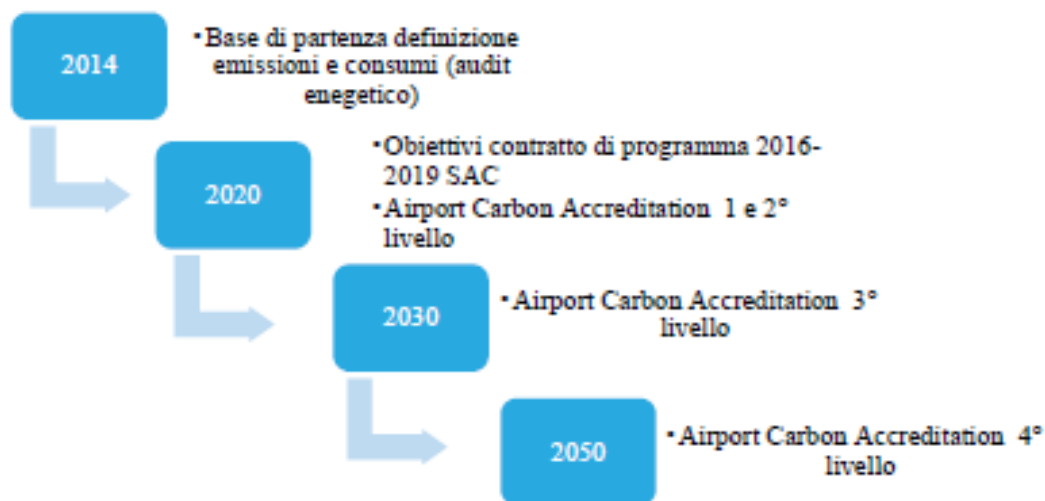 2014
•Base di partenza definizione
emissioni e consumi (audit
enegetico)
2020
•Obiettivi contratto di programma 2016-
2019 SAC
•Airport Carbon Accreditation 1 e 2°
livello
2030
•Airport Carbon Accreditation 3°
livello
2050
•Airport Carbon Accreditation 4°
livello